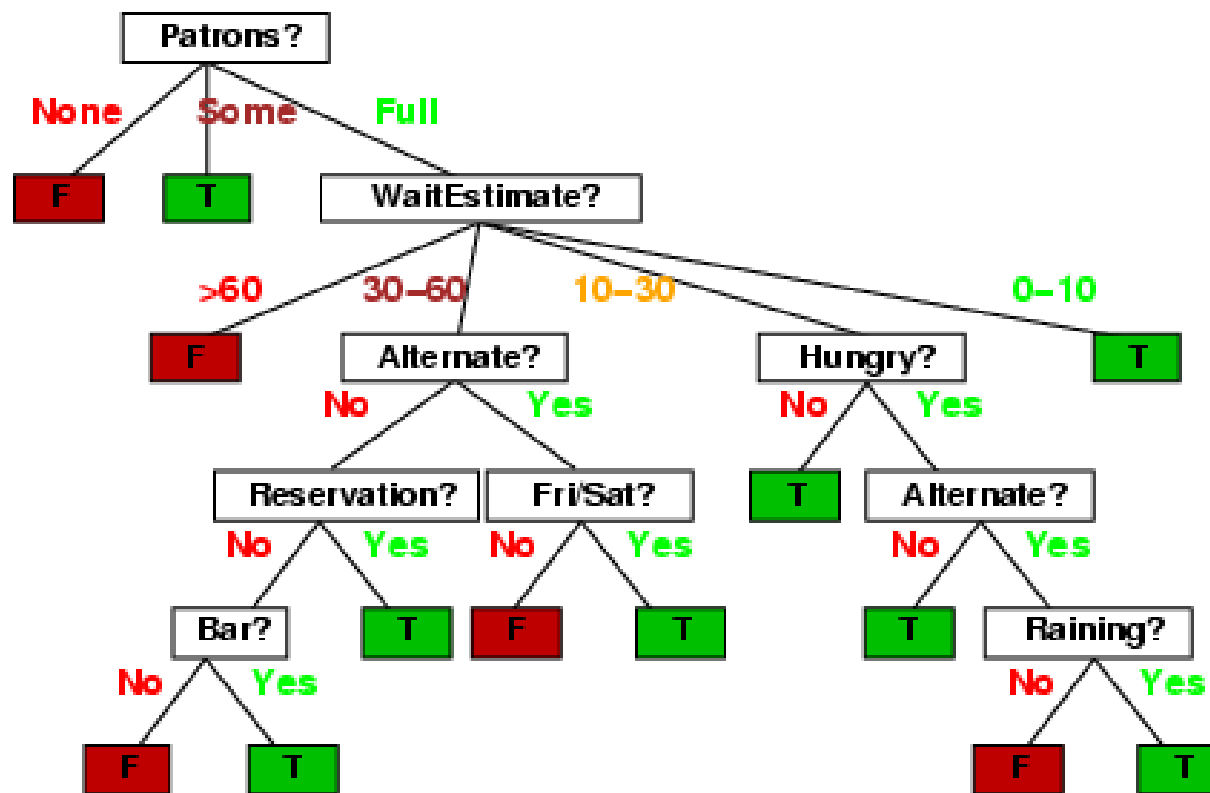 Patrons?
None Some Full
F T WaitEstimate?
>60 30–60 10–30 0–10
F Alternate? Hungry? T
No Yes No Yes
Reservation? Fri/Sat? T Alternate?
No Yes No Yes No Yes
Bar? T F T T Raining?
No Yes No Yes
F T F T